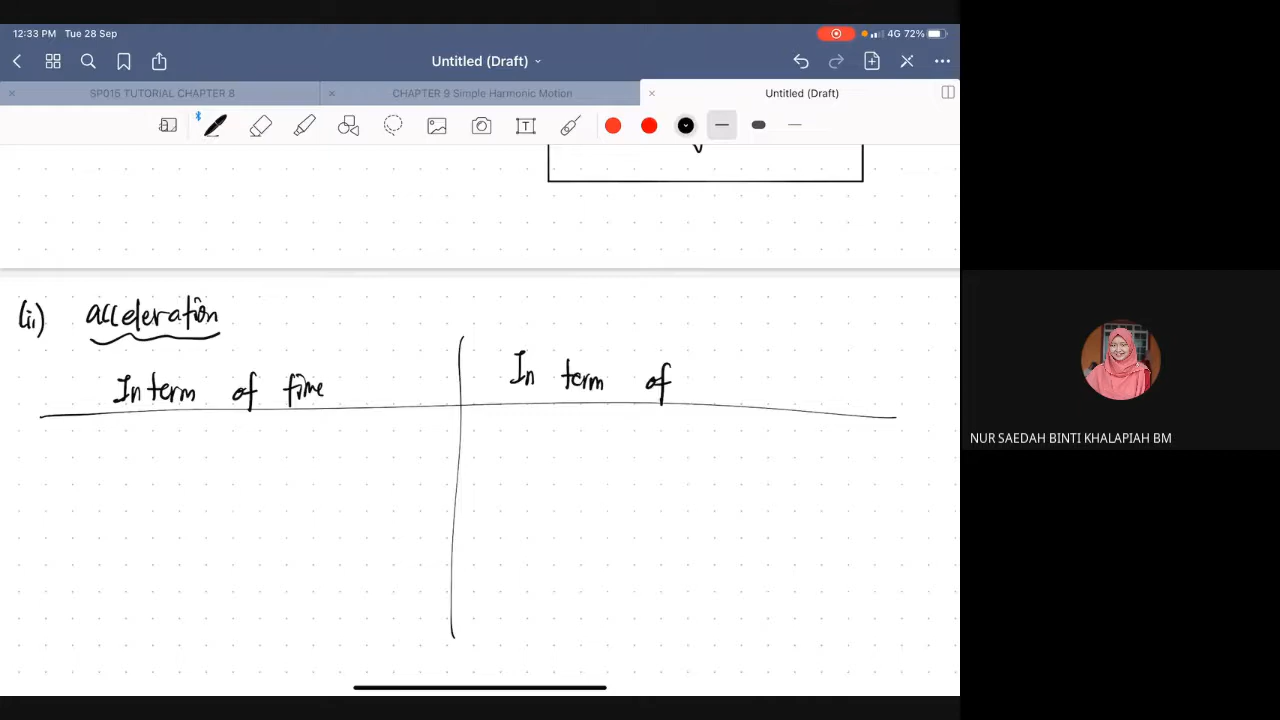 12:33 PM Tue 28 Sep
4G 72%
Untitled (Draft)
SP015 TUTORIAL CHAPTER 8
CHAPTER 9 Simple Harmonic Motion
Untitled (Draft)
T
(ii) acceleration
In term of time
In term of
NUR SAEDAH BINTI KHALAPIAH BM